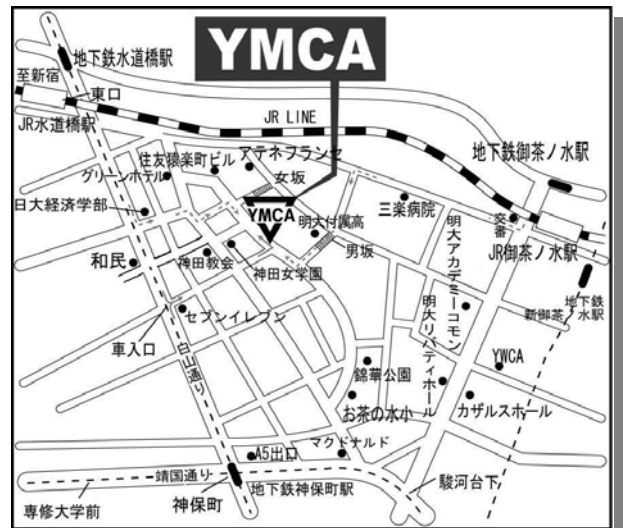 YMCA
地下鉄水道橋駅
至新宿
東口
JR水道橋駅
JR LINE
地下鉄御茶ノ水駅
住友猿楽町ビル
アテネフランセ
グリーンホテル
女坂
日大経済学部
YMCA
明大付属高
三楽病院
交番
JR御茶ノ水駅
男坂
和民
神田教会
神田女学園
明大アカデミーコモン
地下鉄
新御茶ノ水駅
セブンイレブン
車入口
白山通り
明大リバティホール
YWCA
錦華公園
お茶の水小
カザルスホール
A5出口
マクドナルド
靖国通り
専修大学前
神保町
地下鉄神保町駅
駿河台下